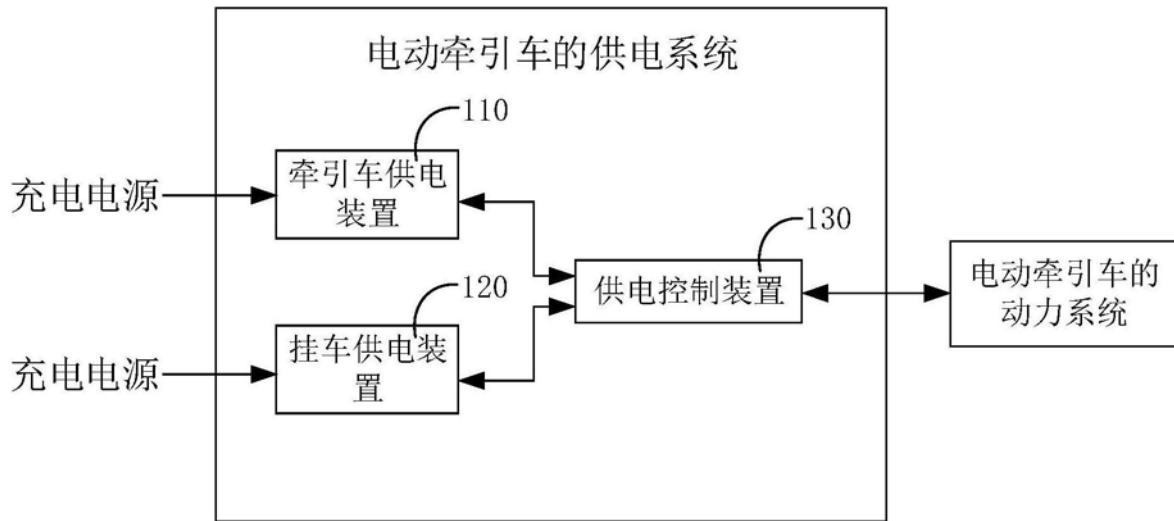 电动牵引车的供电系统
110
充电电源
牵引车供电
装置
130
供电控制装置
电动牵引车的
动力系统
120
充电电源
挂车供电装
置